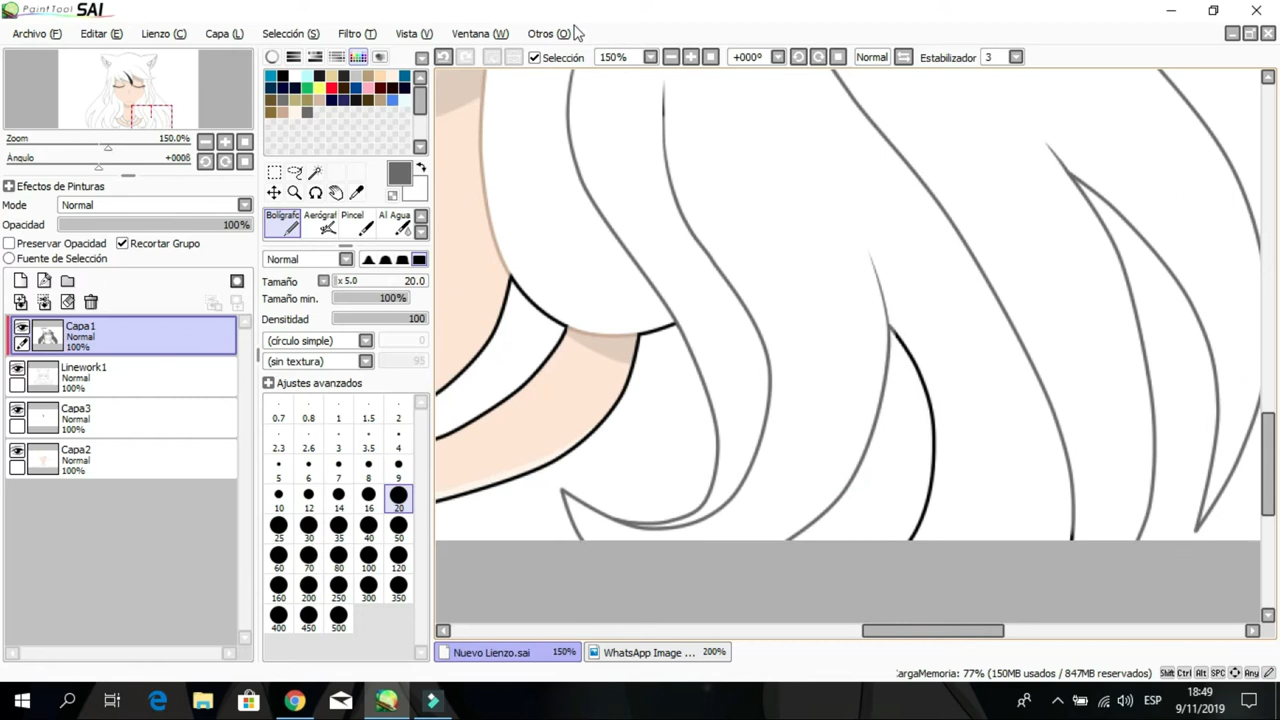 PaintTool SAI
Archivo (F) Editar (E) Lienzo (C) Capa (L) Selección (S) Filtro (T) Vista (V) Ventana (W) Otros (O)
Selección 150% +000º Normal Estabilizador 3
Zoom 150.0%
Ángulo +000ß
Efectos de Pinturas
Modo Normal
Opacidad 100%
Preservar Opacidad Recortar Grupo
Fuente de Selección
Capa1
Normal
100%
Linework1
Normal
100%
Capa3
Normal
100%
Capa2
Normal
100%
Bolígrafc Aerógraf Pincel Al Agua
Normal
Tamaño x 5.0 20.0
Tamaño min. 100%
Densitidad 100
(círculo simple) 0
(sin textura) 95
Ajustes avanzados
0.7 0.8 1 1.5 2
2.3 2.6 3 3.5 4
5 6 7 8 9
10 12 14 16 20
25 30 35 40 50
60 70 80 100 120
160 200 250 300 350
400 450 500
Nuevo Lienzo.sai 150% WhatsApp Image ... 200%
argaMemoria: 77% (150MB usados / 847MB reservados) Shift Ctrl Alt SPC Any
ESP
18:49
9/11/2019